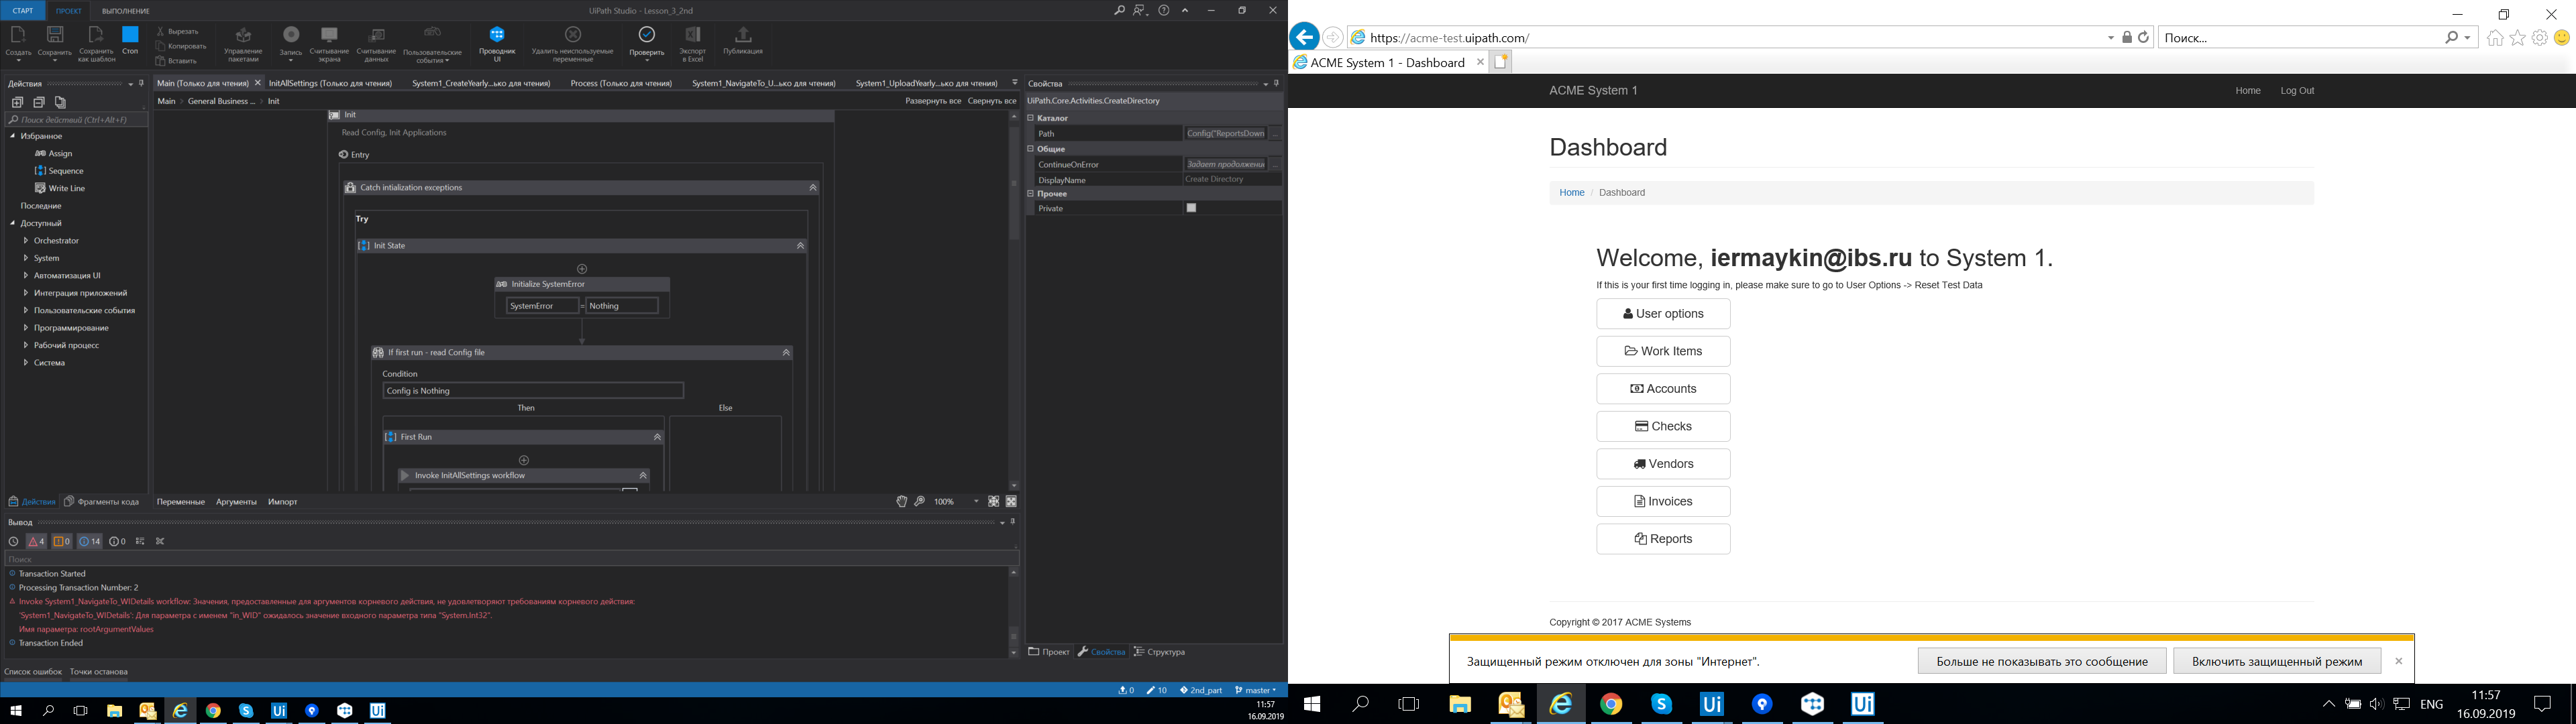 СТАРТ ПРОЕКТ ВЫПОЛНЕНИЕ UiPath Studio - Lesson_3_2nd
Создать Сохранить Сохранить как шаблон Стоп Вырезать Копировать Вставить Управление пакетами Запись Считывание экрана Считывание данных Пользовательские события Проводник UI Удалить неиспользуемые переменные Проверить Экспорт в Excel Публикация
Действия
Поиск действий (Ctrl+Alt+F)
Избранное
Assign
Sequence
Write Line
Последние
Доступный
Orchestrator
System
Автоматизация UI
Интеграция приложений
Пользовательские события
Программирование
Рабочий процесс
Система
Действия Фрагменты кода
Main (Только для чтения) InitAllSettings (Только для чтения) System1_CreateYearly...ько для чтения) Process (Только для чтения) System1_NavigateTo_U...ько для чтения) System1_UploadYearly...ько для чтения)
Main General Business ... Init Развернуть все Свернуть все
Init
Read Config, Init Applications
Entry
Catch intialization exceptions
Try
Init State
Initialize SystemError
SystemError = Nothing
If first run - read Config file
Condition
Config is Nothing
Then Else
First Run
Invoke InitAllSettings workflow
Переменные Аргументы Импорт 100%
Свойства
UiPath.Core.Activities.CreateDirectory
Каталог
Path Config("ReportsDown ...
Общие
ContinueOnError Задает продолжени ...
DisplayName Create Directory
Прочее
Private
Проект Свойства Структура
Вывод
4 0 14 0
Поиск
Transaction Started
Processing Transaction Number: 2
Invoke System1_NavigateTo_WIDetails workflow: Значения, предоставленные для аргументов корневого действия, не удовлетворяют требованиям корневого действия:
'System1_NavigateTo_WIDetails': Для параметра с именем "in_WID" ожидалось значение входного параметра типа "System.Int32".
Имя параметра: rootArgumentValues
Transaction Ended
Список ошибок Точки останова
0 10 2nd_part master
11:57
16.09.2019
https://acme-test.uipath.com/ Поиск...
ACME System 1 - Dashboard
ACME System 1 Home Log Out
Dashboard
Home / Dashboard
Welcome, iermaykin@ibs.ru to System 1.
If this is your first time logging in, please make sure to go to User Options -> Reset Test Data
User options
Work Items
Accounts
Checks
Vendors
Invoices
Reports
Copyright © 2017 ACME Systems
Защищенный режим отключен для зоны "Интернет". Больше не показывать это сообщение Включить защищенный режим
ENG 11:57
16.09.2019